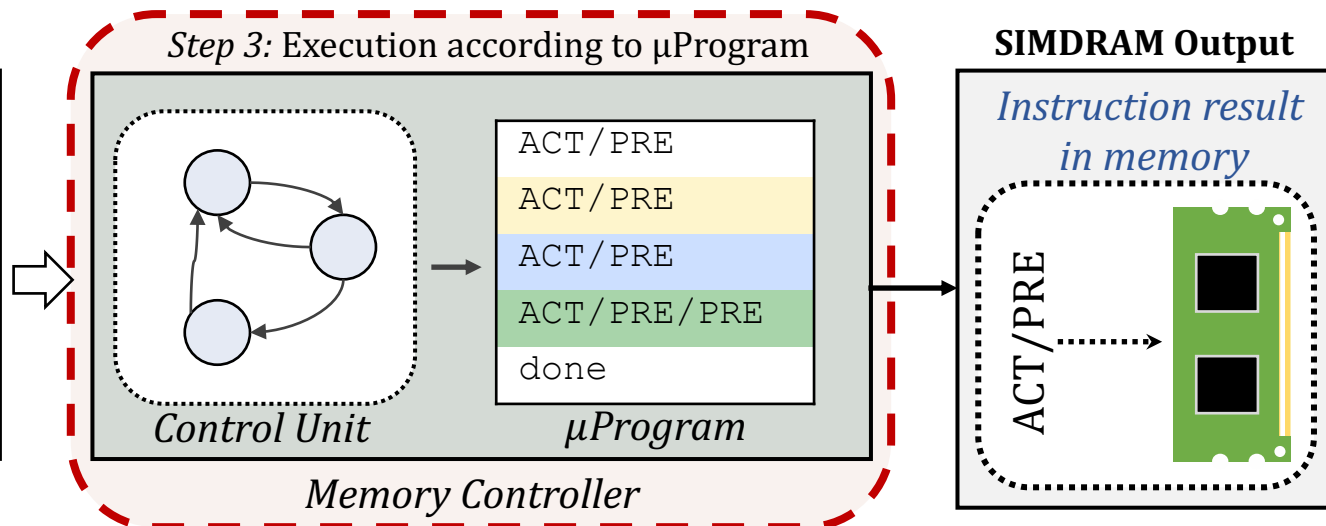 Step 3: Execution according to μProgram
ACT/PRE
ACT/PRE
ACT/PRE
ACT/PRE/PRE
done
Control Unit
μProgram
Memory Controller
SIMDRAM Output
Instruction result
in memory
ACT/PRE